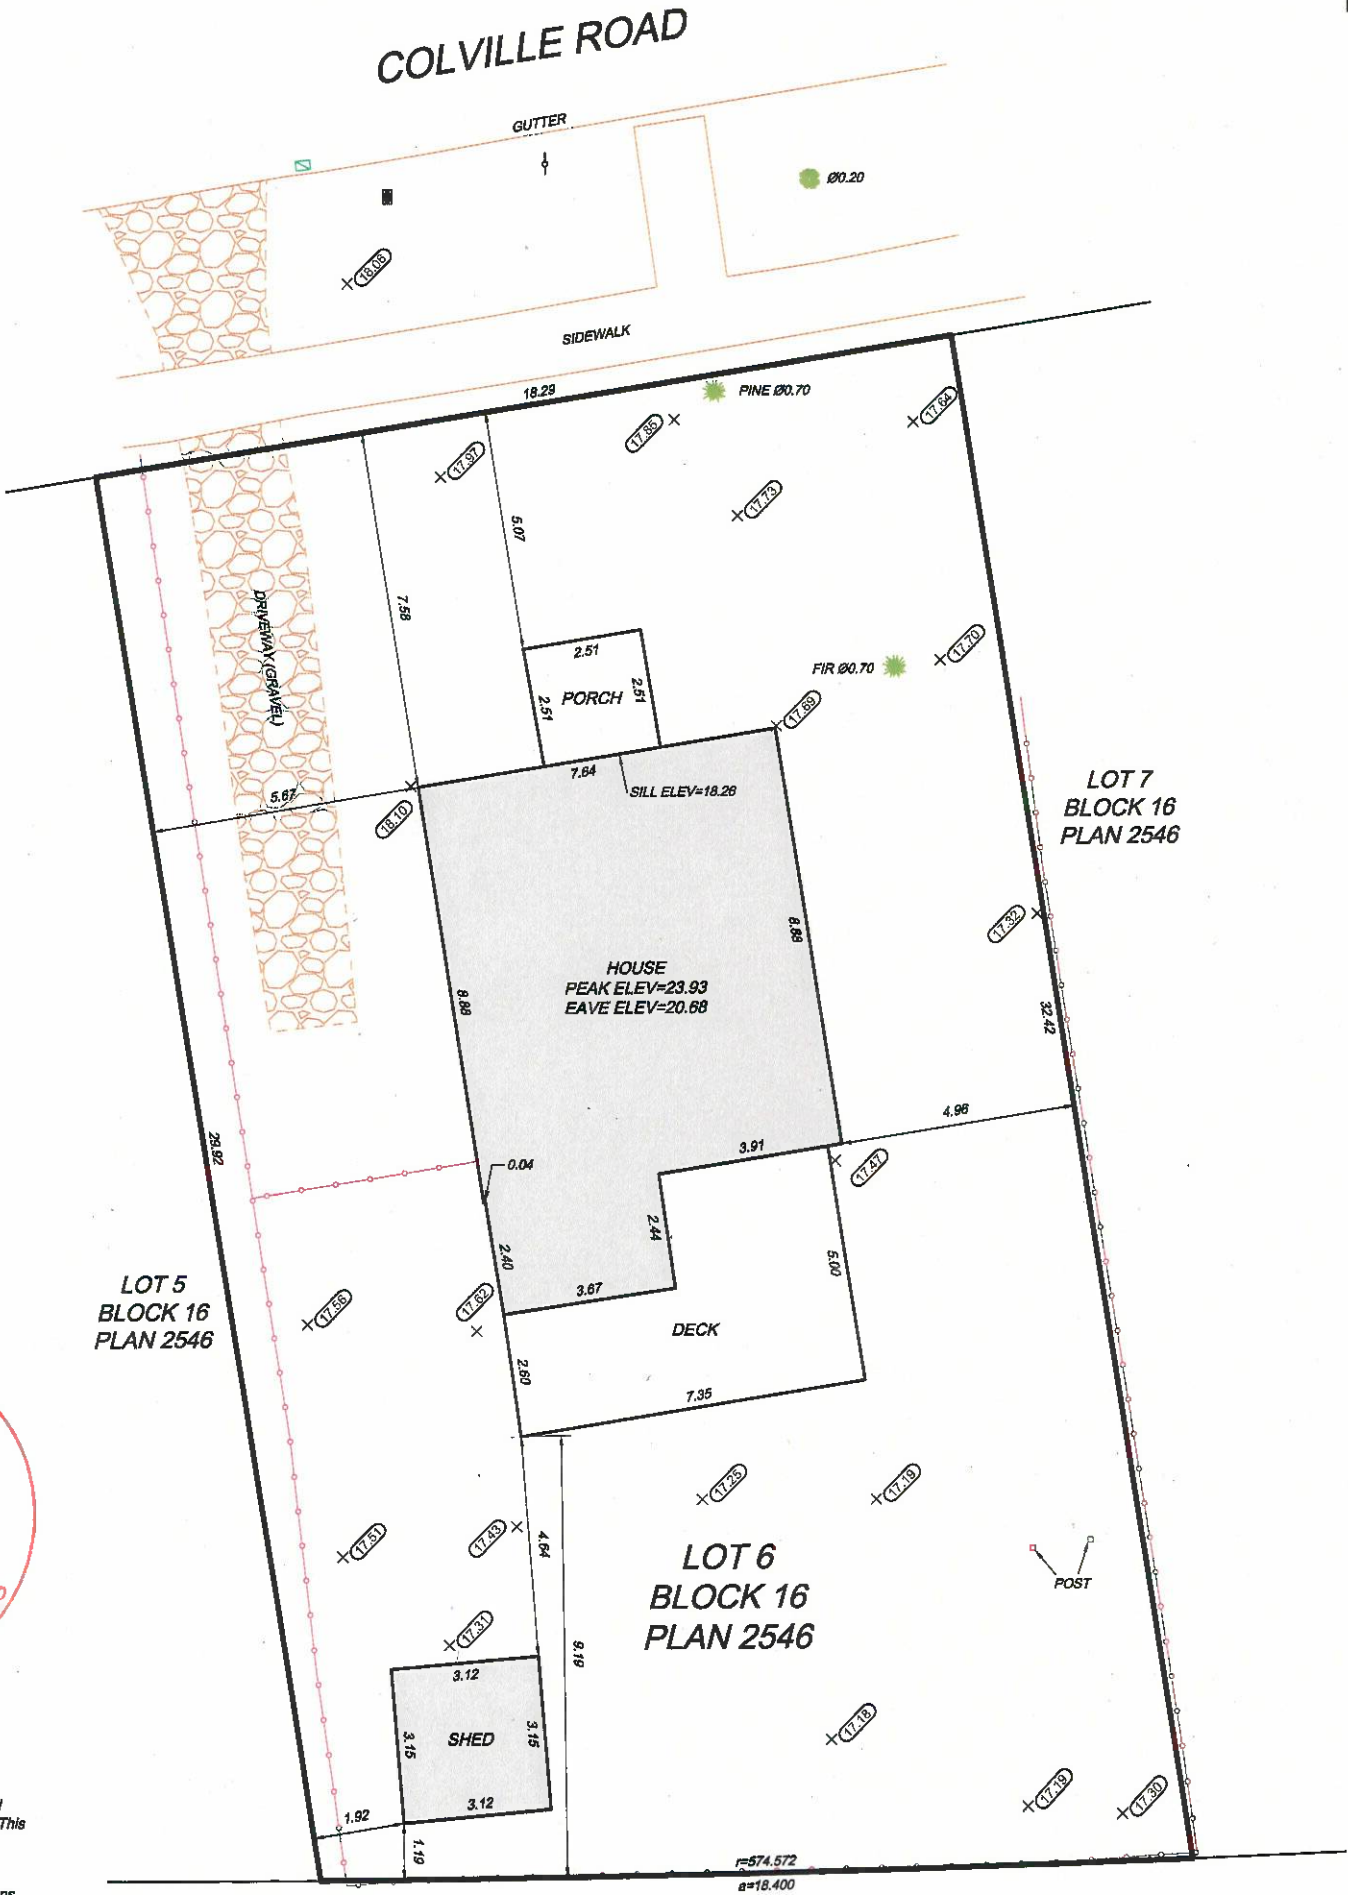 COLVILLE ROAD
GUTTER
Ø0.20
18.08
SIDEWALK
18.29
PINE Ø0.70
17.64
17.85
17.97
17.73
5.07
7.58
DRIVEWAY (GRAVEL)
2.51
2.51
2.51
PORCH
FIR Ø0.70
17.70
17.69
7.64
SILL ELEV=18.26
5.67
18.10
LOT 7
BLOCK 16
PLAN 2546
8.88
17.32
HOUSE
PEAK ELEV=23.93
EAVE ELEV=20.68
8.88
32.42
4.96
3.91
29.92
0.04
17.47
2.44
2.40
5.00
LOT 5
BLOCK 16
PLAN 2546
17.56
17.62
3.67
DECK
2.60
7.35
17.25
17.19
17.51
17.43
4.64
LOT 6
BLOCK 16
PLAN 2546
POST
17.31
9.19
3.12
3.15
SHED
3.15
17.18
3.12
17.19
17.30
1.92
This
1.19
r=574.572
a=18.400